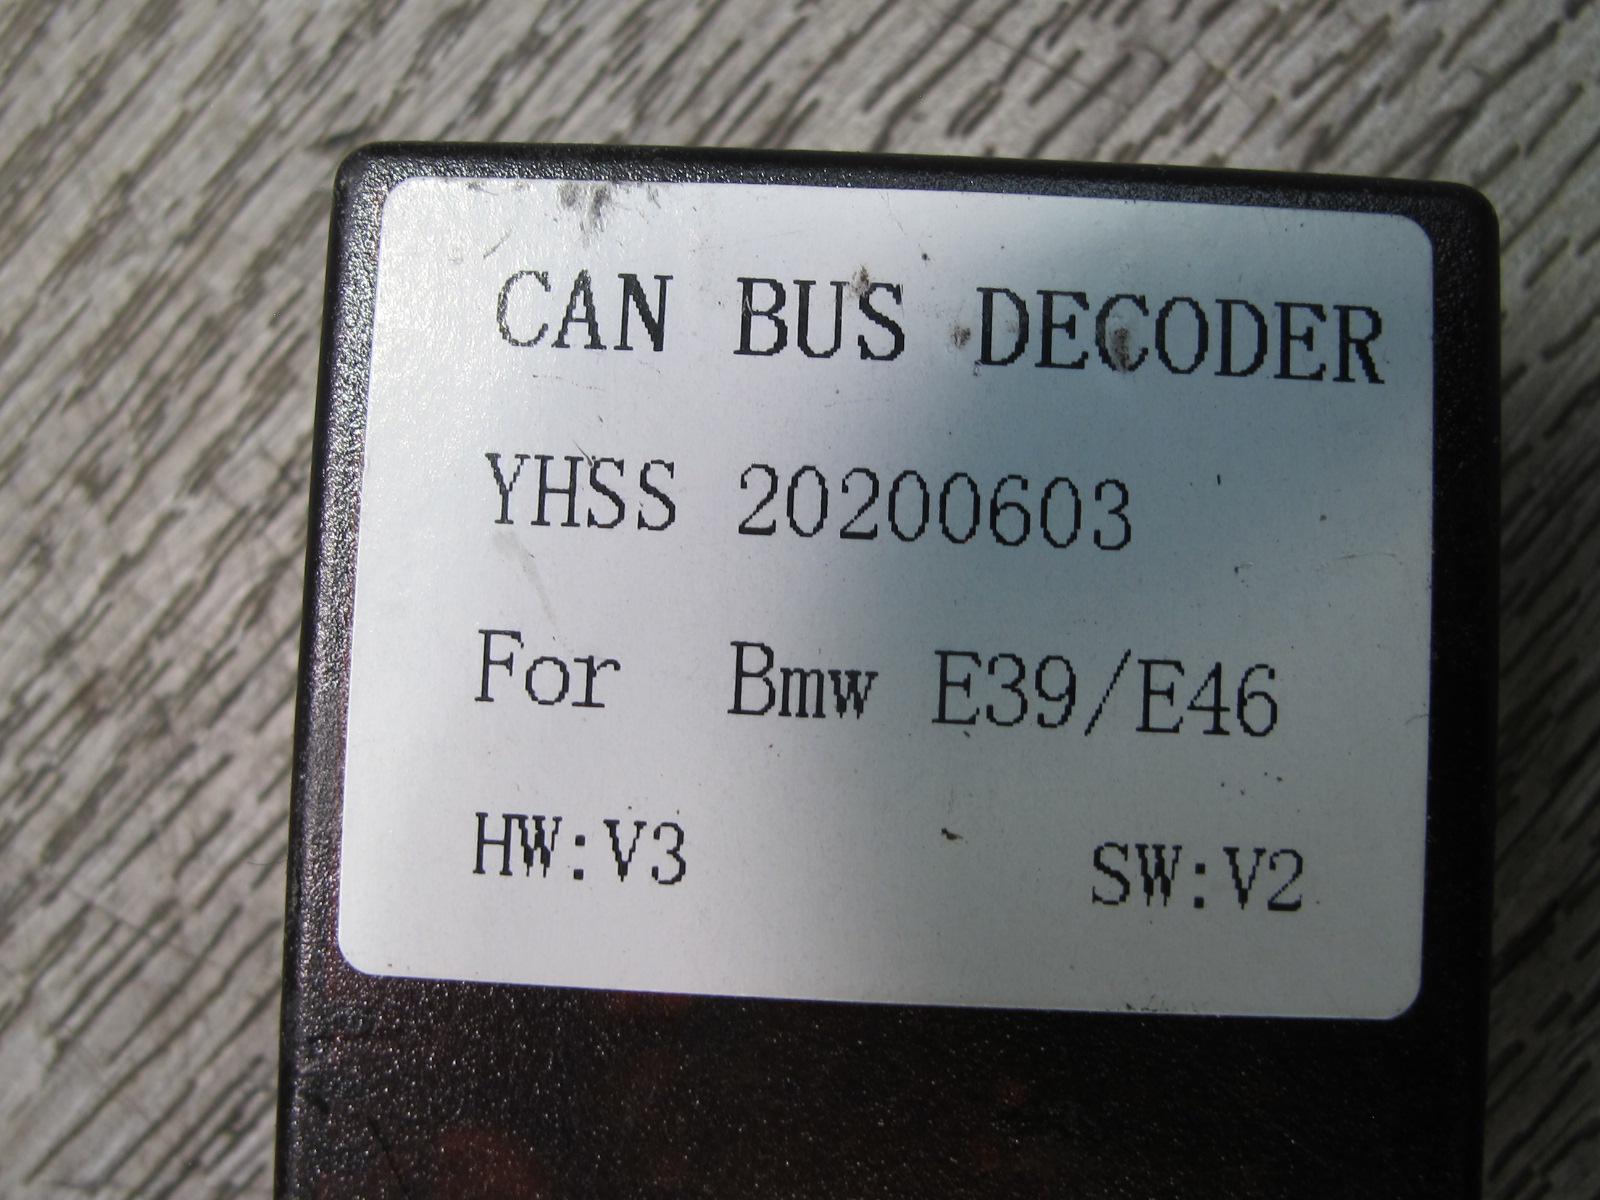 CAN BUS DECODER
YHSS 20200603
For Bmw E39/E46
HW:V3 SW:V2